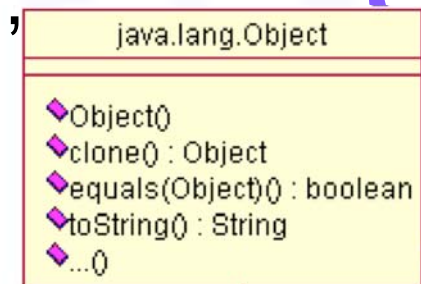 ,
java.lang.Object
Object()
clone() : Object
equals(Object)() : boolean
toString() : String
...()